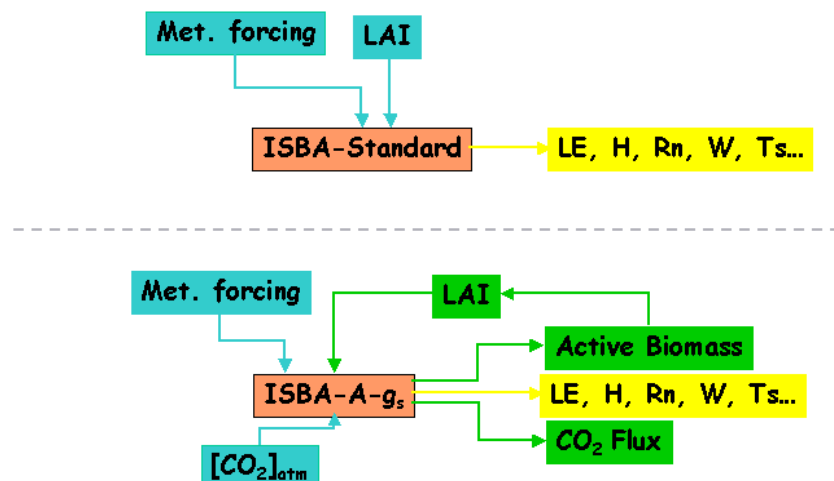 Met. forcing
LAI
ISBA-Standard
LE, H, Rn, W, Ts...
Met. forcing
LAI
Active Biomass
ISBA-A-gₛ
LE, H, Rn, W, Ts...
CO₂ Flux
[CO₂]ₐₜₘ